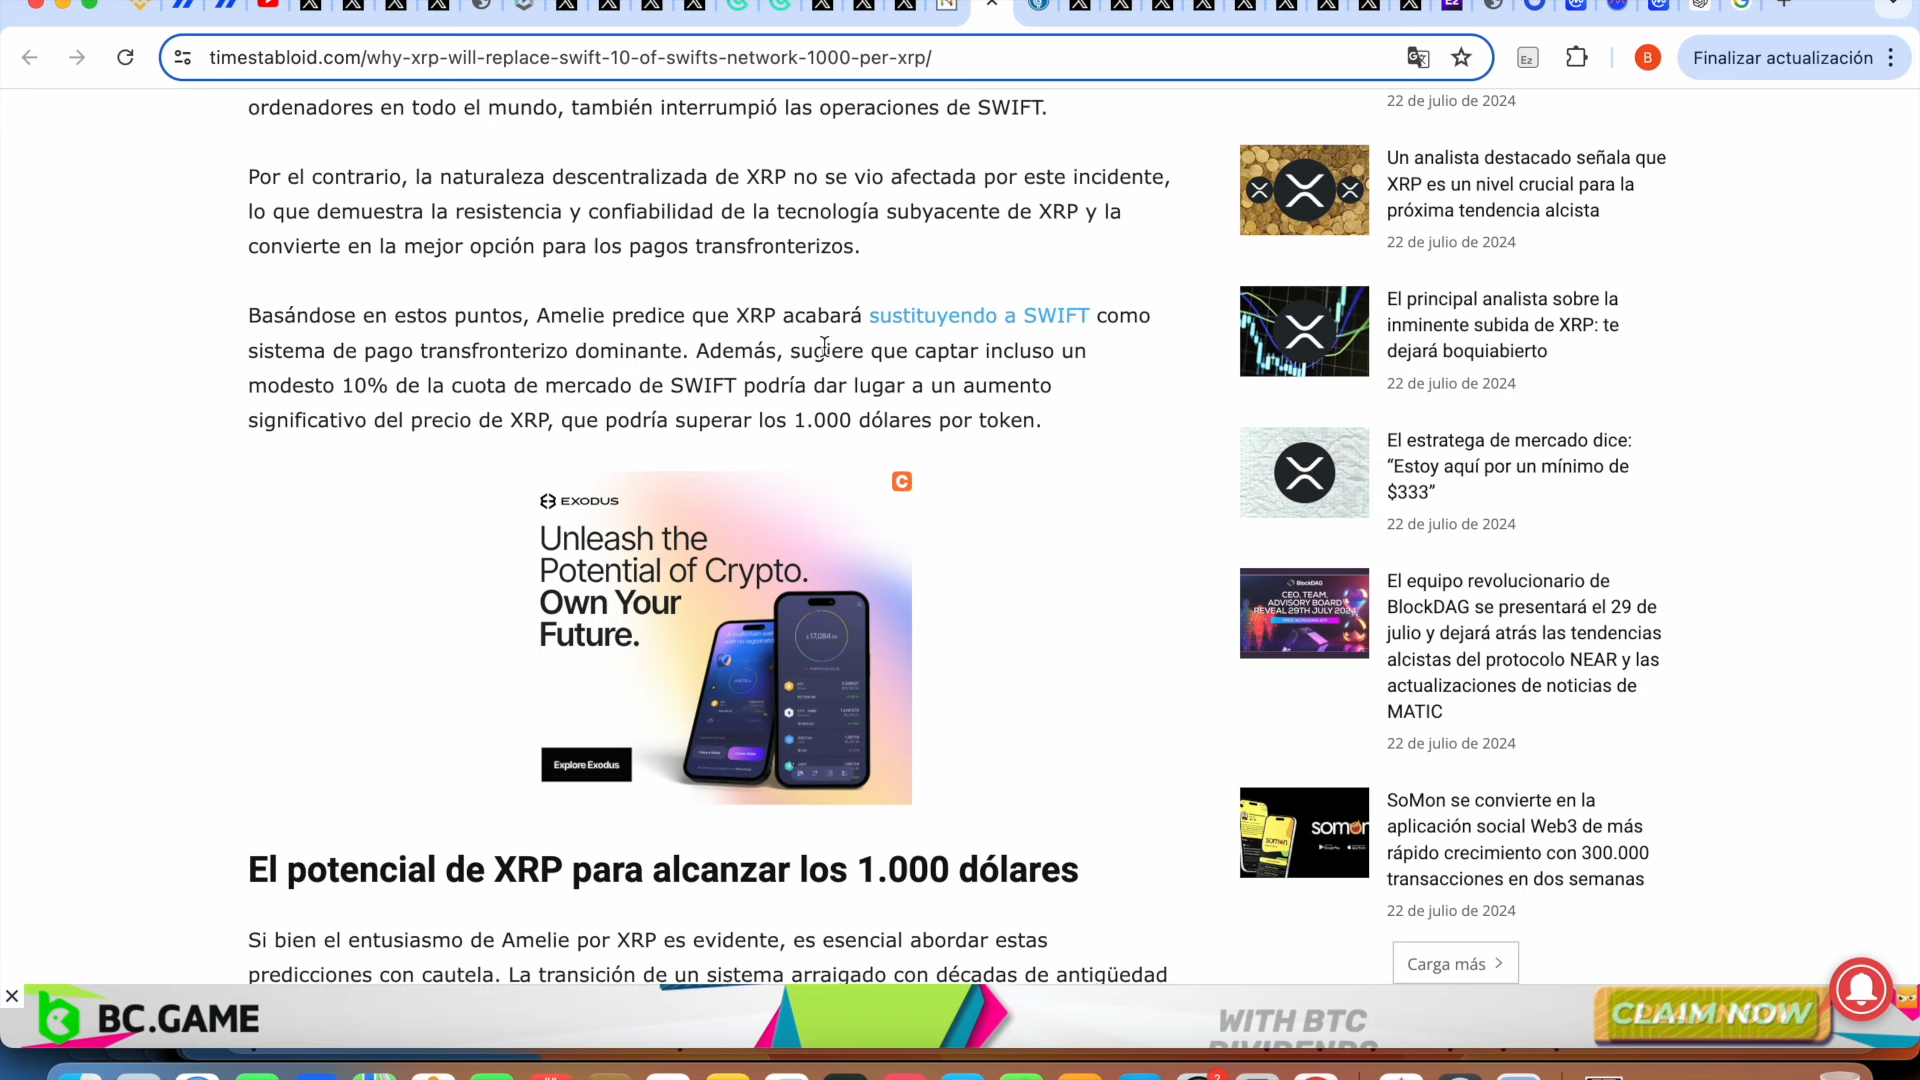 timestabloid.com/why-xrp-will-replace-swift-10-of-swifts-network-1000-per-xrp/
Ez
B
Finalizar actualización
ordenadores en todo el mundo, también interrumpió las operaciones de SWIFT.
Por el contrario, la naturaleza descentralizada de XRP no se vio afectada por este incidente,
lo que demuestra la resistencia y confiabilidad de la tecnología subyacente de XRP y la
convierte en la mejor opción para los pagos transfronterizos.
Basándose en estos puntos, Amelie predice que XRP acabará sustituyendo a SWIFT como
sistema de pago transfronterizo dominante. Además, sugiere que captar incluso un
modesto 10% de la cuota de mercado de SWIFT podría dar lugar a un aumento
significativo del precio de XRP, que podría superar los 1.000 dólares por token.
EXODUS
Unleash the
Potential of Crypto.
Own Your
Future.
Explore Exodus
El potencial de XRP para alcanzar los 1.000 dólares
Si bien el entusiasmo de Amelie por XRP es evidente, es esencial abordar estas
predicciones con cautela. La transición de un sistema arraigado con décadas de antigüedad
22 de julio de 2024
Un analista destacado señala que
XRP es un nivel crucial para la
próxima tendencia alcista
22 de julio de 2024
El principal analista sobre la
inminente subida de XRP: te
dejará boquiabierto
22 de julio de 2024
El estratega de mercado dice:
“Estoy aquí por un mínimo de
$333”
22 de julio de 2024
BlockDAG
CEO, TEAM,
ADVISORY BOARD
REVEAL 29TH JULY 2024
El equipo revolucionario de
BlockDAG se presentará el 29 de
julio y dejará atrás las tendencias
alcistas del protocolo NEAR y las
actualizaciones de noticias de
MATIC
22 de julio de 2024
somon
SoMon se convierte en la
aplicación social Web3 de más
rápido crecimiento con 300.000
transacciones en dos semanas
22 de julio de 2024
Carga más
BC.GAME
WITH BTC
DIVIDENDS
CLAIM NOW